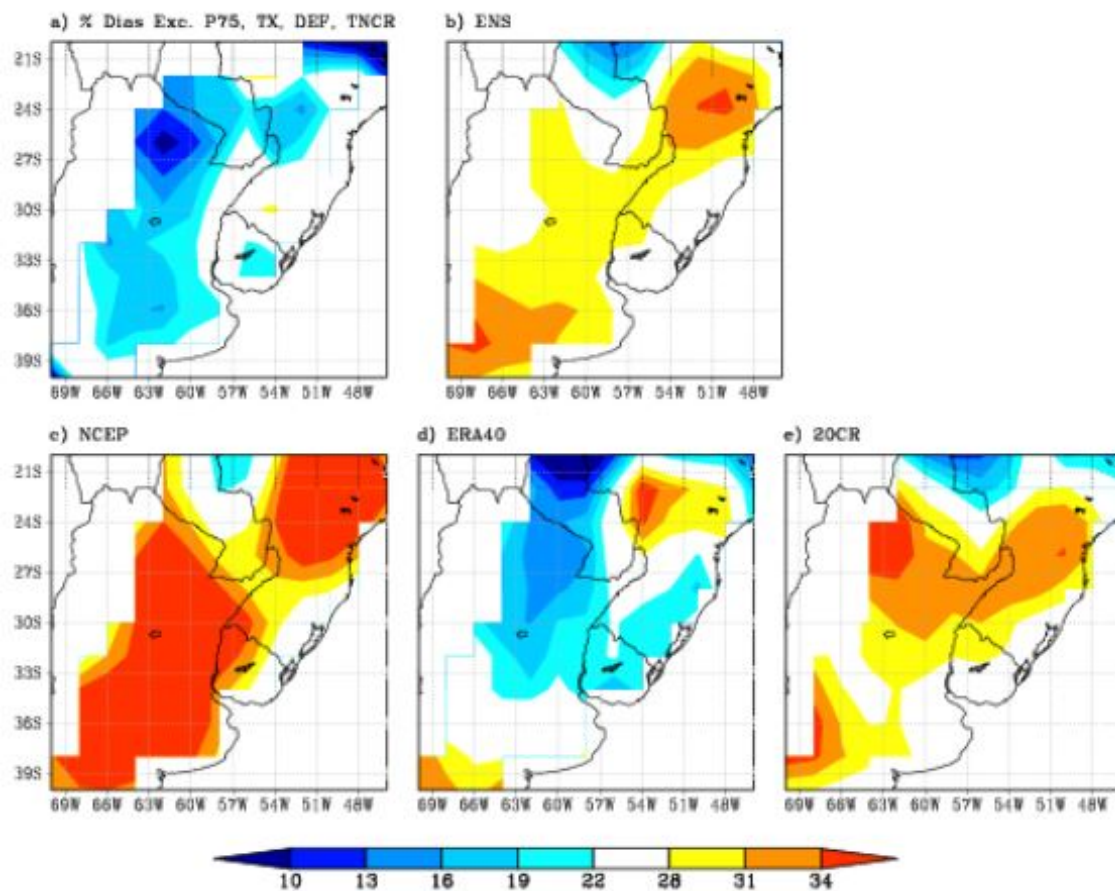 a) % Dias Exc. P75, TX, DEF, TNCR
b) ENS
21S
24S
27S
30S
33S
36S
39S
69W 66W 63W 60W 57W 54W 51W 48W
69W 66W 63W 60W 57W 54W 51W 48W
c) NCEP
d) ERA40
e) 20CR
21S
24S
27S
30S
33S
36S
39S
69W 66W 63W 60W 57W 54W 51W 48W
69W 66W 63W 60W 57W 54W 51W 48W
69W 66W 63W 60W 57W 54W 51W 48W
10 13 16 19 22 28 31 34